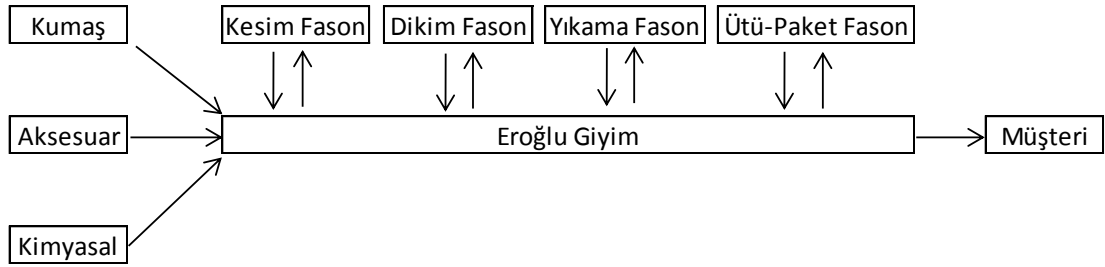 Kumaş
Kesim Fason
Dikim Fason
Yıkama Fason
Ütü-Paket Fason
Aksesuar
Eroğlu Giyim
Müşteri
Kimyasal